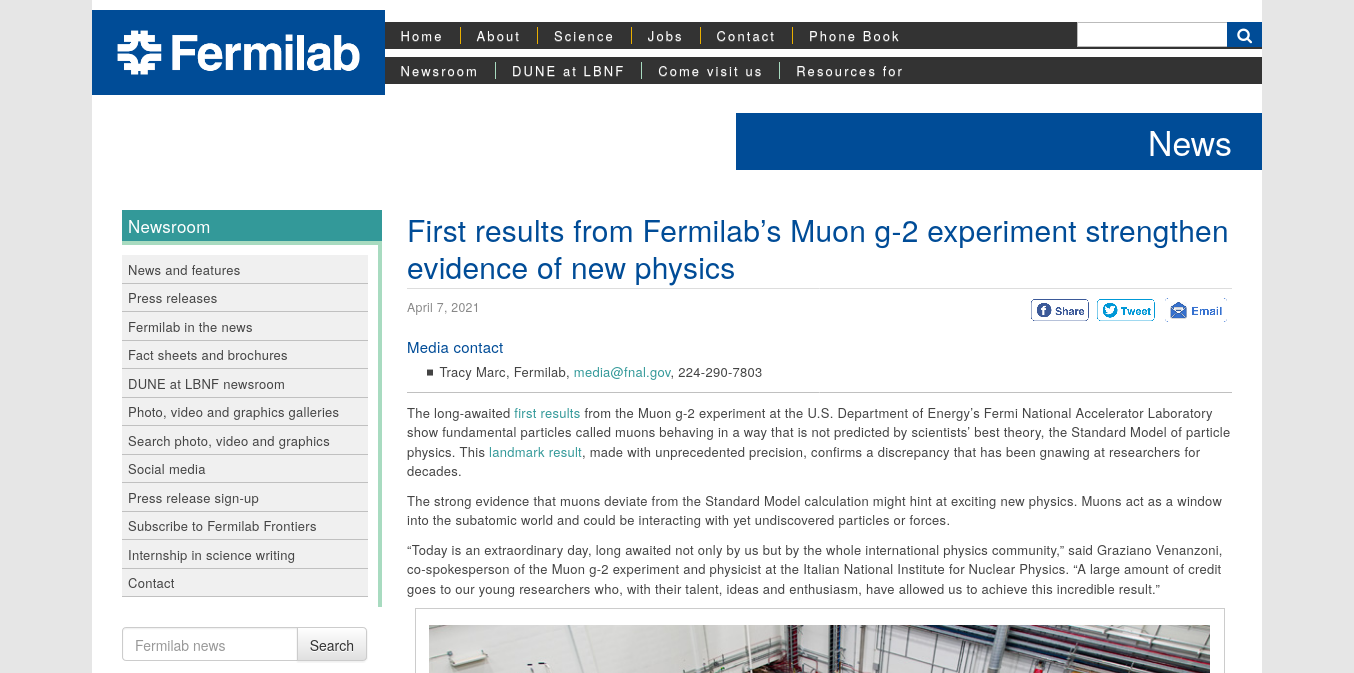 Fermilab
Home About Science Jobs Contact Phone Book
Newsroom DUNE at LBNF Come visit us Resources for
News
Newsroom
News and features
Press releases
Fermilab in the news
Fact sheets and brochures
DUNE at LBNF newsroom
Photo, video and graphics galleries
Search photo, video and graphics
Social media
Press release sign-up
Subscribe to Fermilab Frontiers
Internship in science writing
Contact
Fermilab news Search
First results from Fermilab’s Muon g-2 experiment strengthen
evidence of new physics
April 7, 2021
Share Tweet Email
Media contact
Tracy Marc, Fermilab, media@fnal.gov, 224-290-7803
The long-awaited first results from the Muon g-2 experiment at the U.S. Department of Energy’s Fermi National Accelerator Laboratory
show fundamental particles called muons behaving in a way that is not predicted by scientists’ best theory, the Standard Model of particle
physics. This landmark result, made with unprecedented precision, confirms a discrepancy that has been gnawing at researchers for
decades.
The strong evidence that muons deviate from the Standard Model calculation might hint at exciting new physics. Muons act as a window
into the subatomic world and could be interacting with yet undiscovered particles or forces.
“Today is an extraordinary day, long awaited not only by us but by the whole international physics community,” said Graziano Venanzoni,
co-spokesperson of the Muon g-2 experiment and physicist at the Italian National Institute for Nuclear Physics. “A large amount of credit
goes to our young researchers who, with their talent, ideas and enthusiasm, have allowed us to achieve this incredible result.”